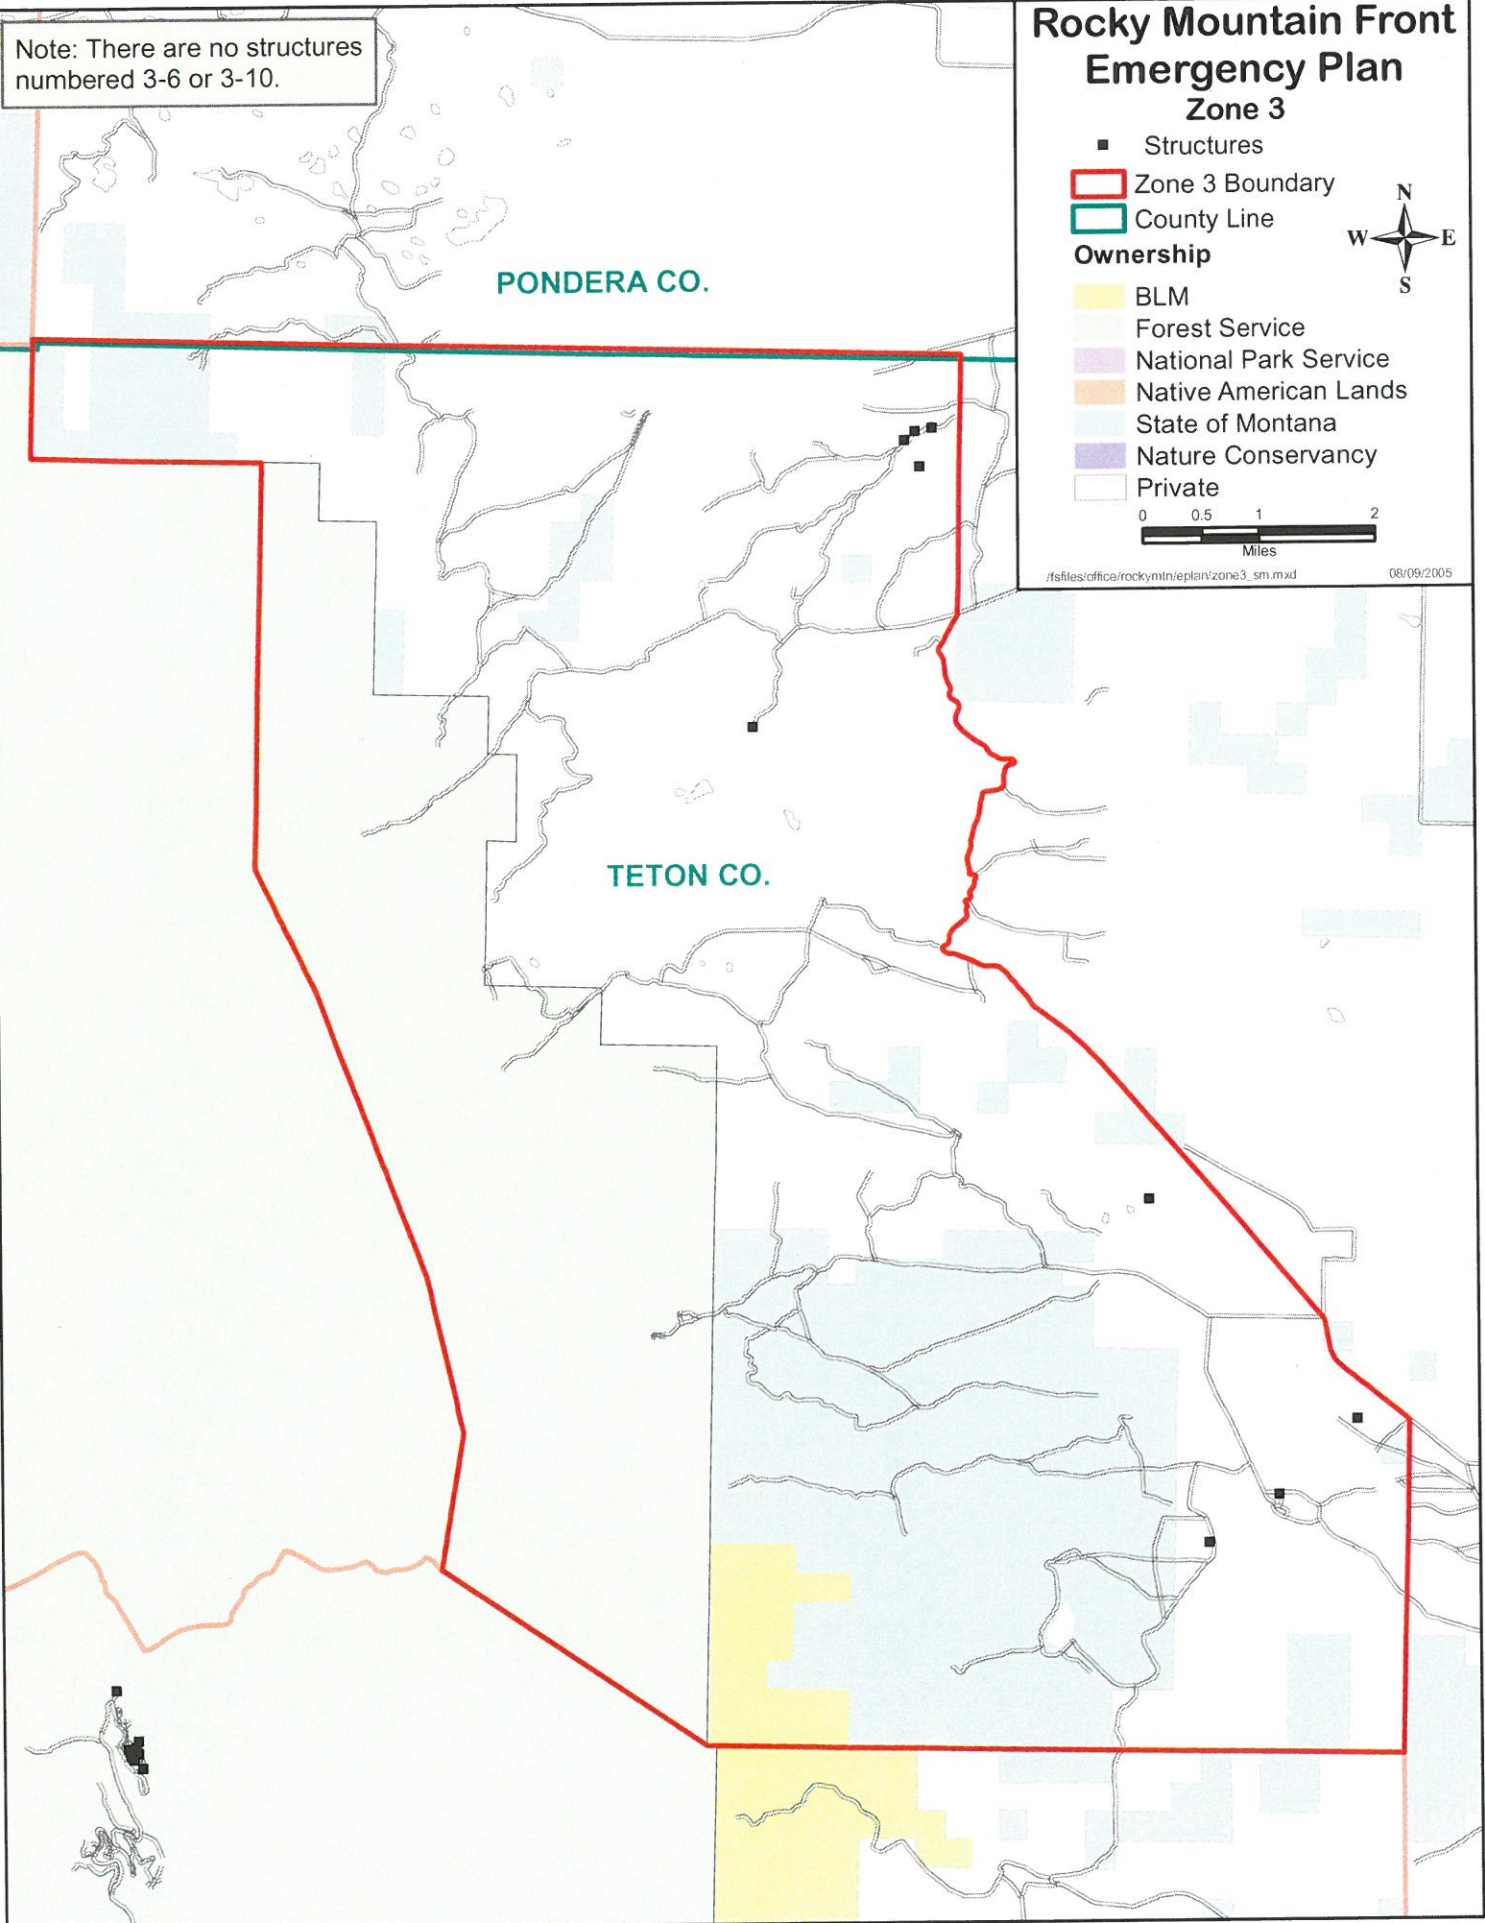 Note: There are no structures
numbered 3-6 or 3-10.
Rocky Mountain Front
Emergency Plan
Zone 3
Structures
Zone 3 Boundary
County Line
Ownership
BLM
Forest Service
National Park Service
Native American Lands
State of Montana
Nature Conservancy
Private
N
W E
S
0 0.5 1 2
Miles
/fsfiles/office/rockymtn/eplan/zone3_sm.mxd 08/09/2005
PONDERA CO.
TETON CO.